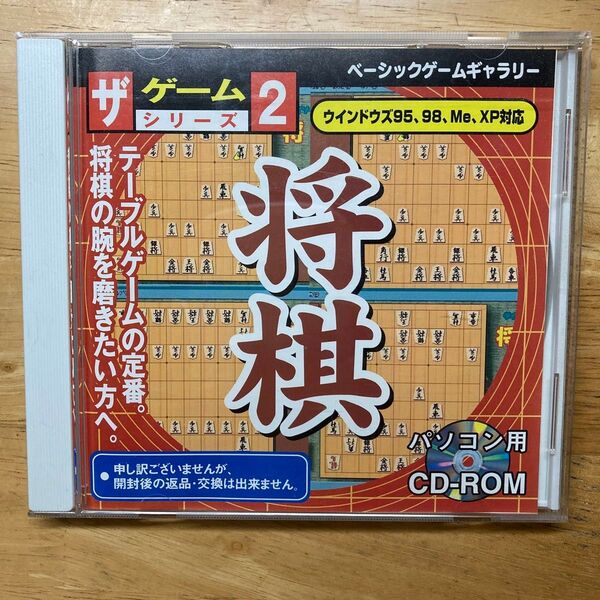 ザ ゲーム
シリーズ 2
ベーシックゲームギャラリー
ウインドウズ95、98、Me、XP対応
テーブルゲームの定番。
将棋の腕を磨きたい方へ。
将棋
パソコン用
CD-ROM
● 申し訳ございませんが、
開封後の返品・交換は出来ません。